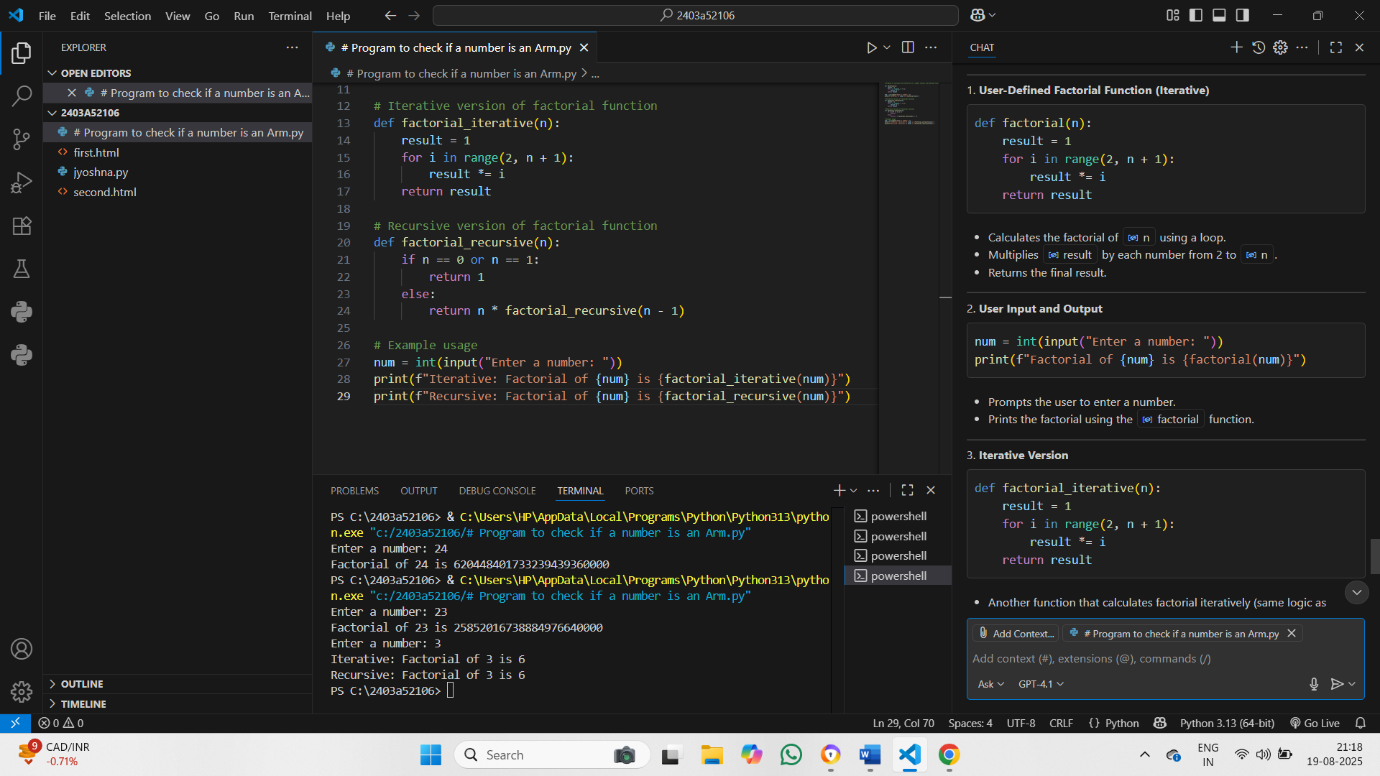 File Edit Selection View Go Run Terminal Help
2403a52106
EXPLORER
OPEN EDITORS
# Program to check if a number is an A...
2403A52106
# Program to check if a number is an Arm.py
first.html
jyoshna.py
second.html
OUTLINE
TIMELINE
# Program to check if a number is an Arm.py
# Program to check if a number is an Arm.py > ...
11
12 # Iterative version of factorial function
13 def factorial_iterative(n):
14 result = 1
15 for i in range(2, n + 1):
16 result *= i
17 return result
18
19 # Recursive version of factorial function
20 def factorial_recursive(n):
21 if n == 0 or n == 1:
22 return 1
23 else:
24 return n * factorial_recursive(n - 1)
25
26 # Example usage
27 num = int(input("Enter a number: "))
28 print(f"Iterative: Factorial of {num} is {factorial_iterative(num)}")
29 print(f"Recursive: Factorial of {num} is {factorial_recursive(num)}")
PROBLEMS OUTPUT DEBUG CONSOLE TERMINAL PORTS
PS C:\2403a52106> & C:\Users\HP\AppData\Local\Programs\Python\Python313\pytho
n.exe "c:/2403a52106/# Program to check if a number is an Arm.py"
Enter a number: 24
Factorial of 24 is 620448401733239439360000
PS C:\2403a52106> & C:\Users\HP\AppData\Local\Programs\Python\Python313\pytho
n.exe "c:/2403a52106/# Program to check if a number is an Arm.py"
Enter a number: 23
Factorial of 23 is 25852016738884976640000
Enter a number: 3
Iterative: Factorial of 3 is 6
Recursive: Factorial of 3 is 6
PS C:\2403a52106>
powershell
powershell
powershell
powershell
CHAT
1. User-Defined Factorial Function (Iterative)
def factorial(n):
result = 1
for i in range(2, n + 1):
result *= i
return result
• Calculates the factorial of n using a loop.
• Multiplies result by each number from 2 to n .
• Returns the final result.
2. User Input and Output
num = int(input("Enter a number: "))
print(f"Factorial of {num} is {factorial(num)}")
• Prompts the user to enter a number.
• Prints the factorial using the factorial function.
3. Iterative Version
def factorial_iterative(n):
result = 1
for i in range(2, n + 1):
result *= i
return result
• Another function that calculates factorial iteratively (same logic as
Add Context... # Program to check if a number is an Arm.py
Add context (#), extensions (@), commands (/)
Ask GPT-4.1
0 0
Ln 29, Col 70 Spaces: 4 UTF-8 CRLF {} Python Python 3.13 (64-bit) Go Live
9
CAD/INR
-0.71%
Search
ENG
IN
21:18
19-08-2025